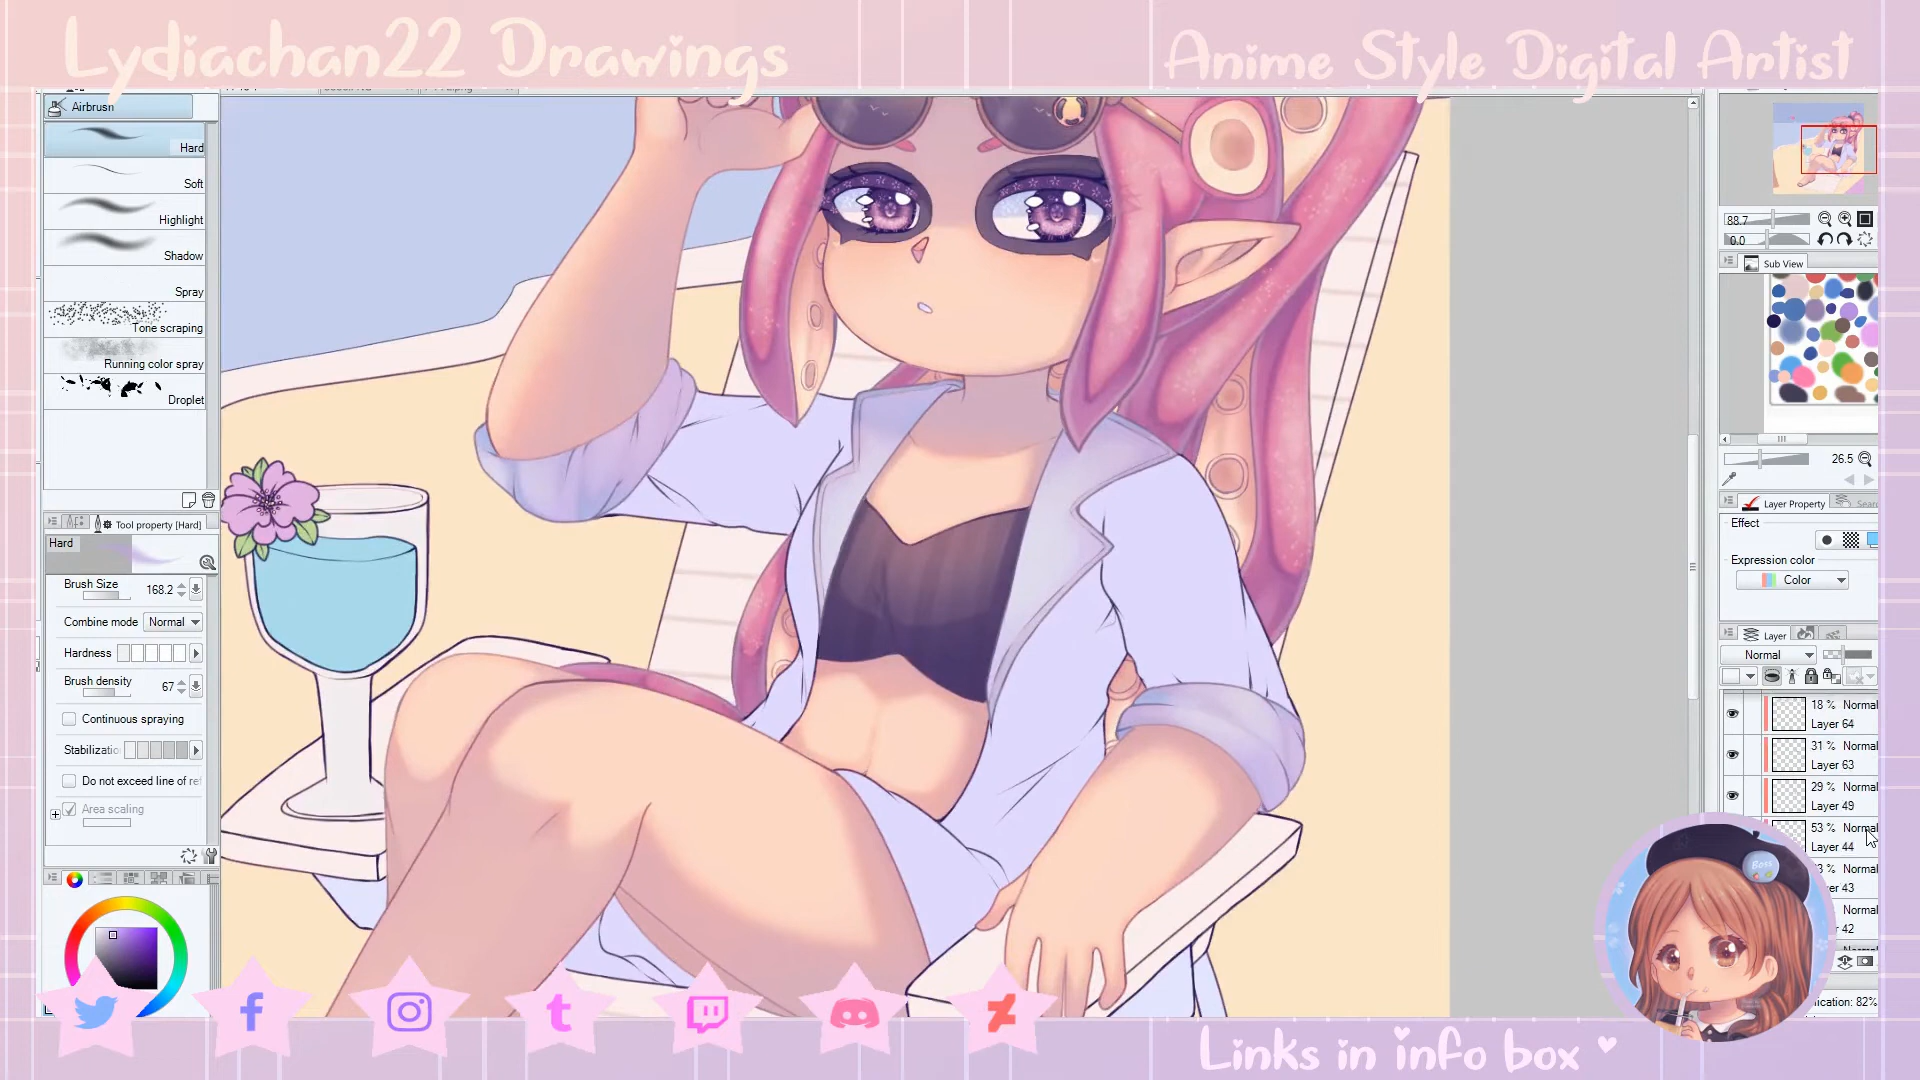 Lydiachan22 Drawings
Anime Style Digital Artist
Airbrush
Hard
Soft
Highlight
Shadow
Spray
Tone scraping
Running color spray
Droplet
Tool property [Hard]
Hard
Brush Size 168.2
Combine mode Normal
Hardness
Brush density 67
Continuous spraying
Do not exceed line of
Area scaling
88.7
0.0
Sub View
26.5
Layer Property
Effect
Expression color
Color
Layer
Normal
18 % Normal
Layer 64
31 % Normal
Layer 63
29 % Normal
Layer 49
53 % Normal
Layer 44
Normal
43
Normal
42
82%
Boss
Links in info box